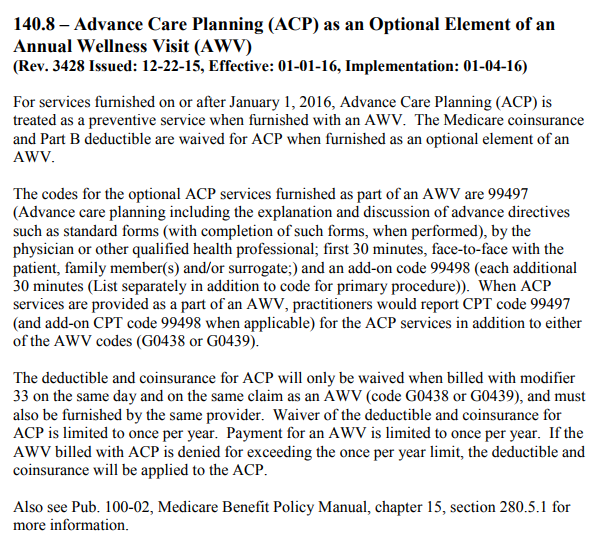 140.8 – Advance Care Planning (ACP) as an Optional Element of an
Annual Wellness Visit (AWV)
(Rev. 3428 Issued: 12-22-15, Effective: 01-01-16, Implementation: 01-04-16)
For services furnished on or after January 1, 2016, Advance Care Planning (ACP) is
treated as a preventive service when furnished with an AWV.  The Medicare coinsurance
and Part B deductible are waived for ACP when furnished as an optional element of an
AWV.
The codes for the optional ACP services furnished as part of an AWV are 99497
(Advance care planning including the explanation and discussion of advance directives
such as standard forms (with completion of such forms, when performed), by the
physician or other qualified health professional; first 30 minutes, face-to-face with the
patient, family member(s) and/or surrogate;) and an add-on code 99498 (each additional
30 minutes (List separately in addition to code for primary procedure)).  When ACP
services are provided as a part of an AWV, practitioners would report CPT code 99497
(and add-on CPT code 99498 when applicable) for the ACP services in addition to either
of the AWV codes (G0438 or G0439).
The deductible and coinsurance for ACP will only be waived when billed with modifier
33 on the same day and on the same claim as an AWV (code G0438 or G0439), and must
also be furnished by the same provider.  Waiver of the deductible and coinsurance for
ACP is limited to once per year.  Payment for an AWV is limited to once per year.  If the
AWV billed with ACP is denied for exceeding the once per year limit, the deductible and
coinsurance will be applied to the ACP.
Also see Pub. 100-02, Medicare Benefit Policy Manual, chapter 15, section 280.5.1 for
more information.